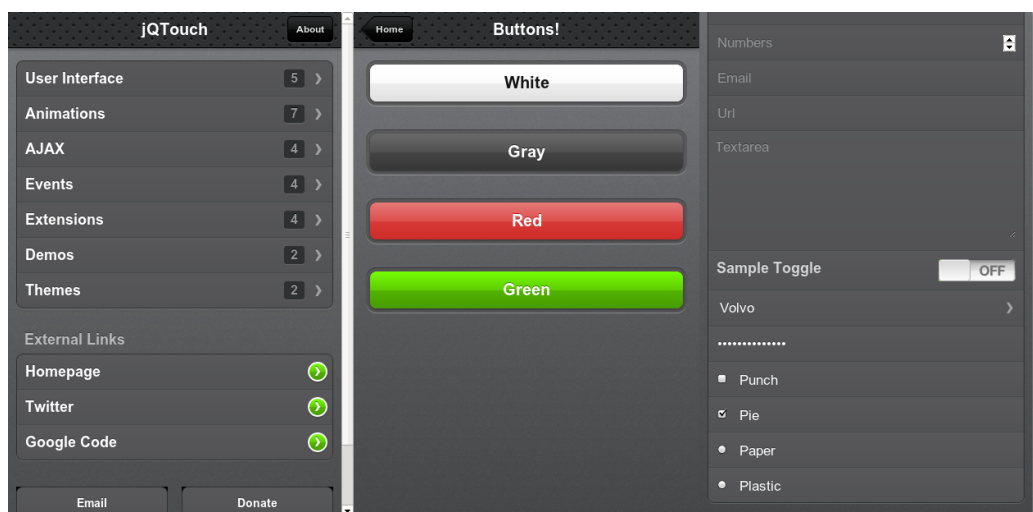 jQTouch About
User Interface 5
Animations 7
AJAX 4
Events 4
Extensions 4
Demos 2
Themes 2
External Links
Homepage
Twitter
Google Code
Email Donate
Home Buttons!
White
Gray
Red
Green
Numbers
Email
Url
Textarea
Sample Toggle OFF
Volvo
••••••••••••••
Punch
Pie
Paper
Plastic